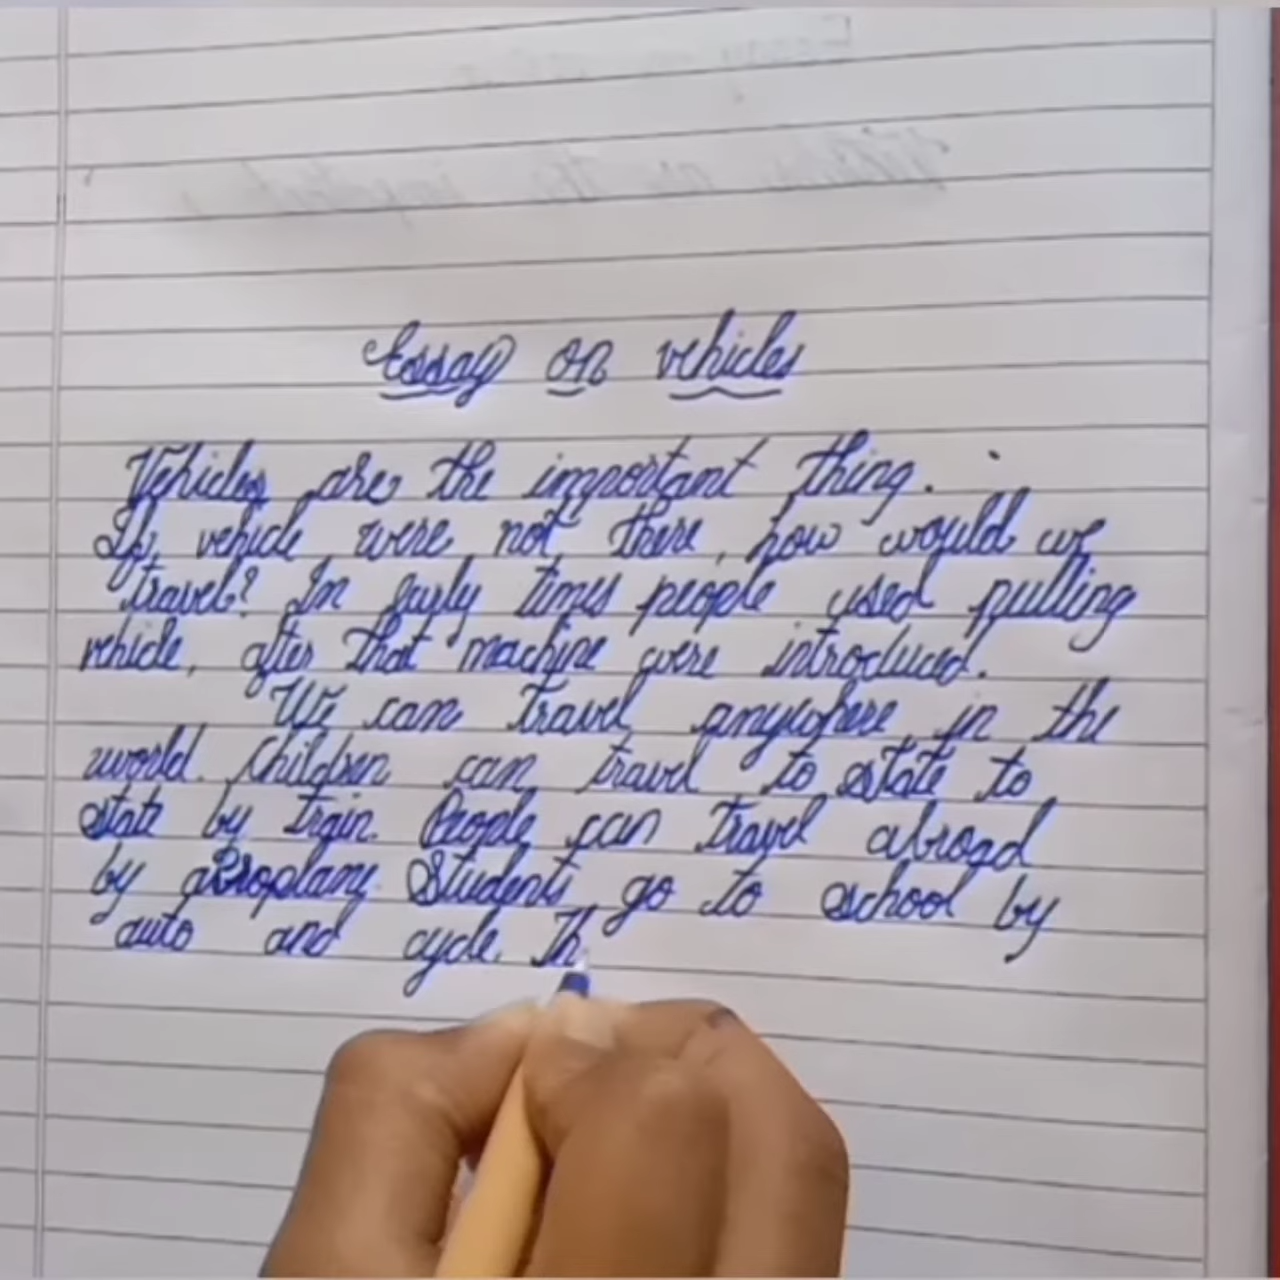 Essay on vehicles
Vehicles are the important thing.
If vehicle were not there, how would we
travel? In early times people used pulling
vehicle, after that machine were introduced.
We can travel anywhere in the
world. Children can travel to state to
state by train. People can travel abroad
by aeroplane. Students go to school by
auto and cycle. Th